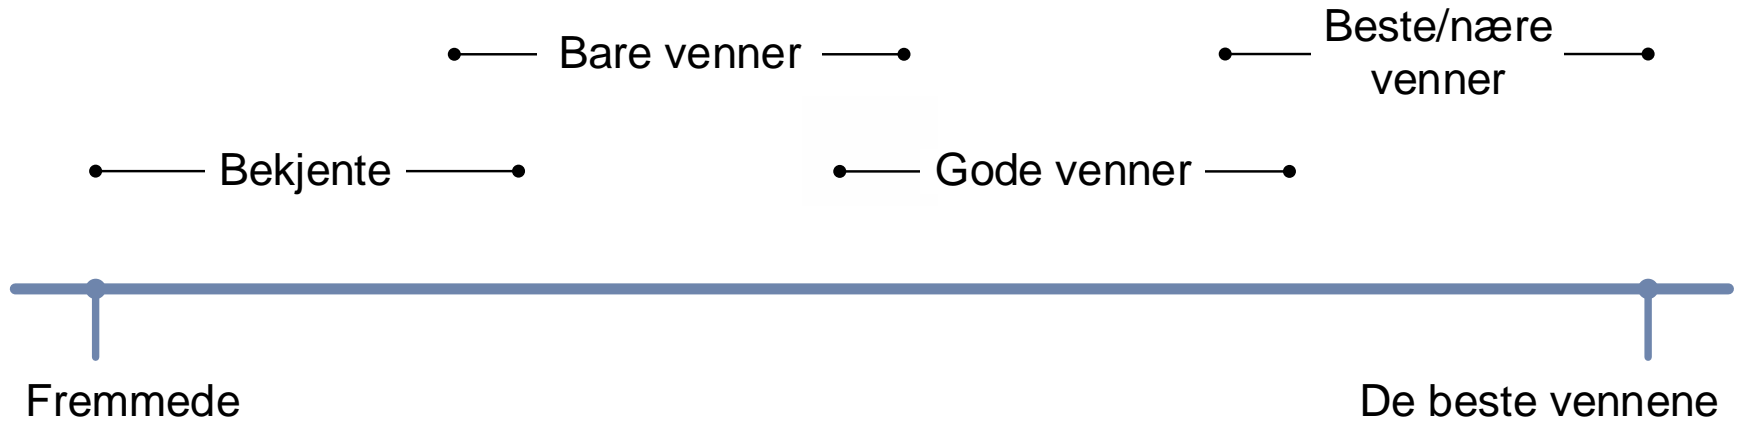 Bare venner
Beste/nære
venner
Bekjente
Gode venner
Fremmede
De beste vennene